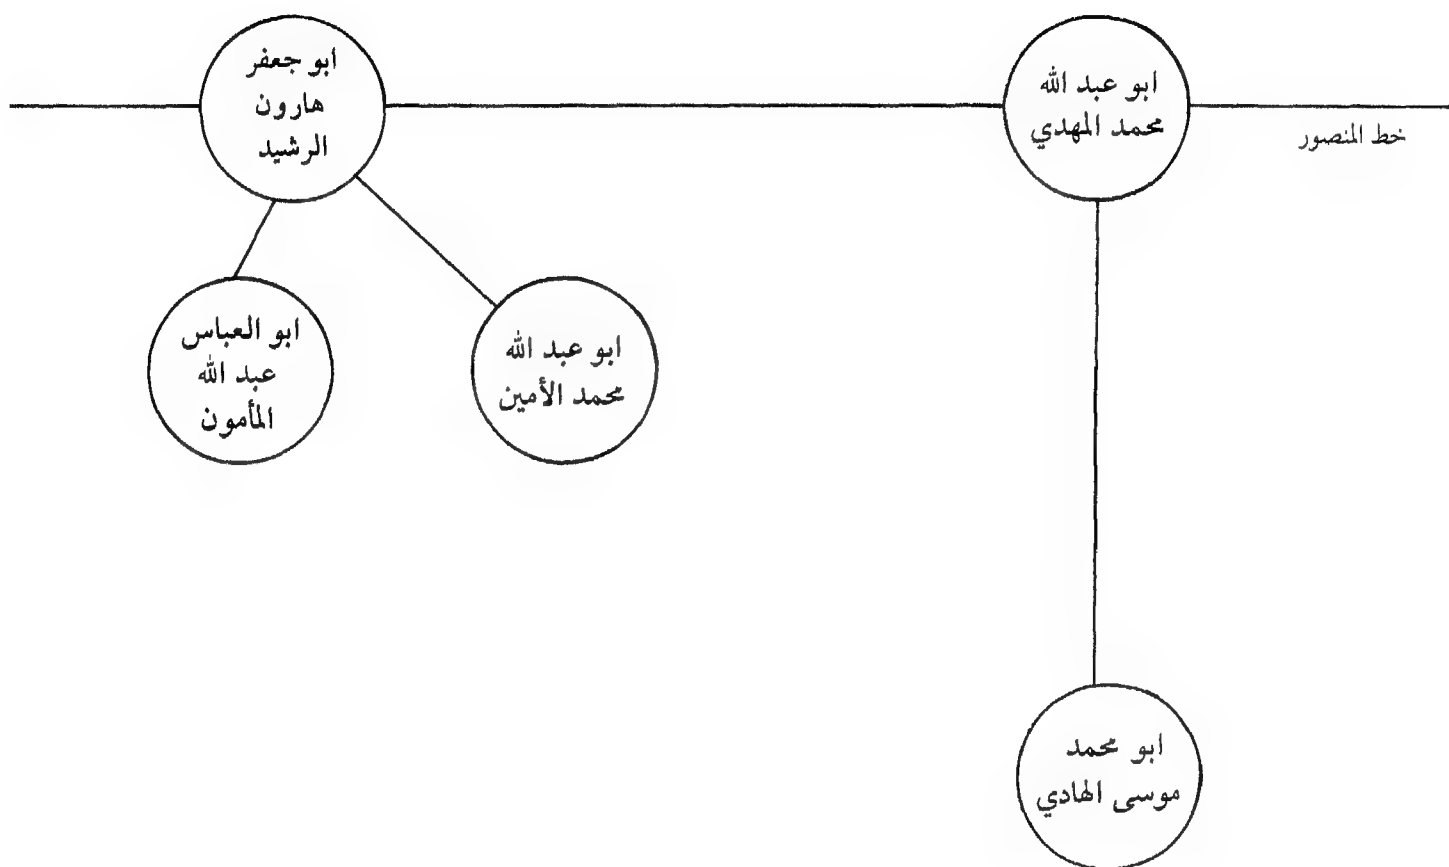 خط المنصور
ابو عبد الله
محمد المهدي
ابو جعفر
هارون
الرشيد
ابو عبد الله
محمد الأمين
ابو العباس
عبد الله
المأمون
ابو محمد
موسى الهادي